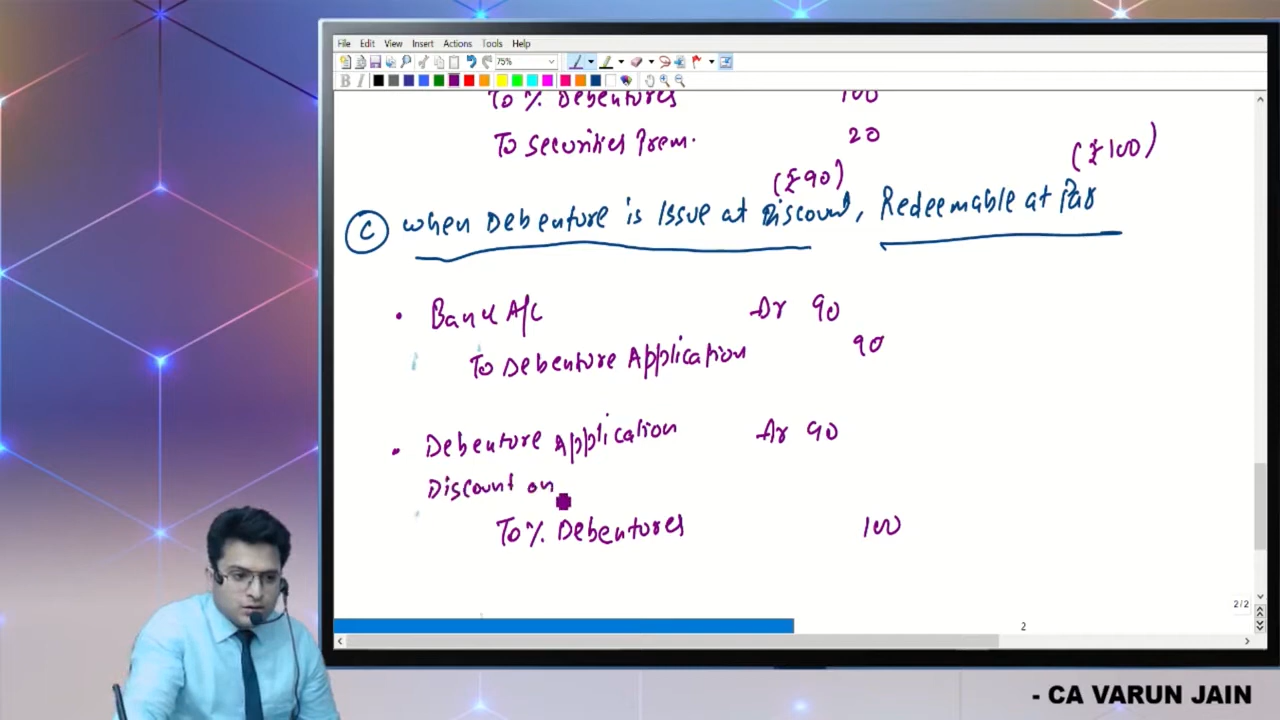 File Edit View Insert Actions Tools Help
75%
B I
To % Debentures 100
To Securities Prem. 20
(₹90) (₹100)
C When Debenture is Issue at Discount, Redeemable at Par
• Bank A/c Dr 90
To Debenture Application 90
• Debenture Application Dr 90
Discount on
To % Debentures 100
2/2
2
- CA VARUN JAIN